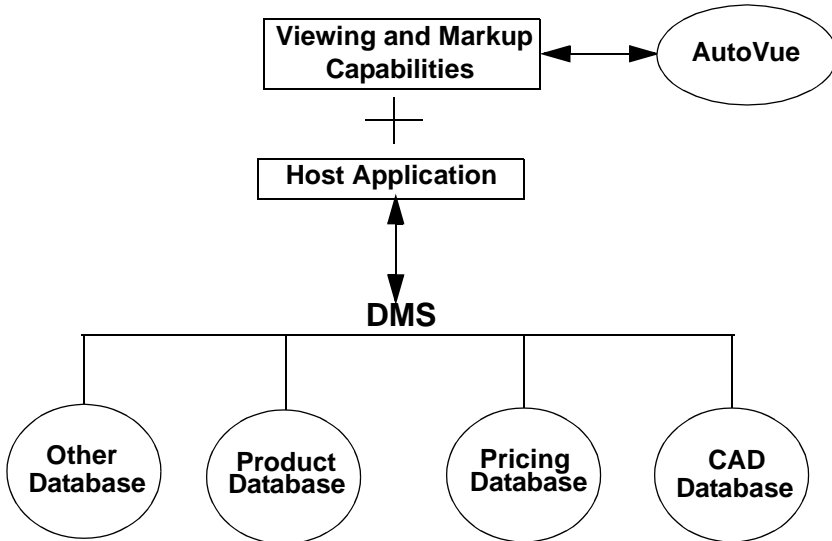 Viewing and Markup
Capabilities
AutoVue
Host Application
DMS
Other
Database
Product
Database
Pricing
Database
CAD
Database